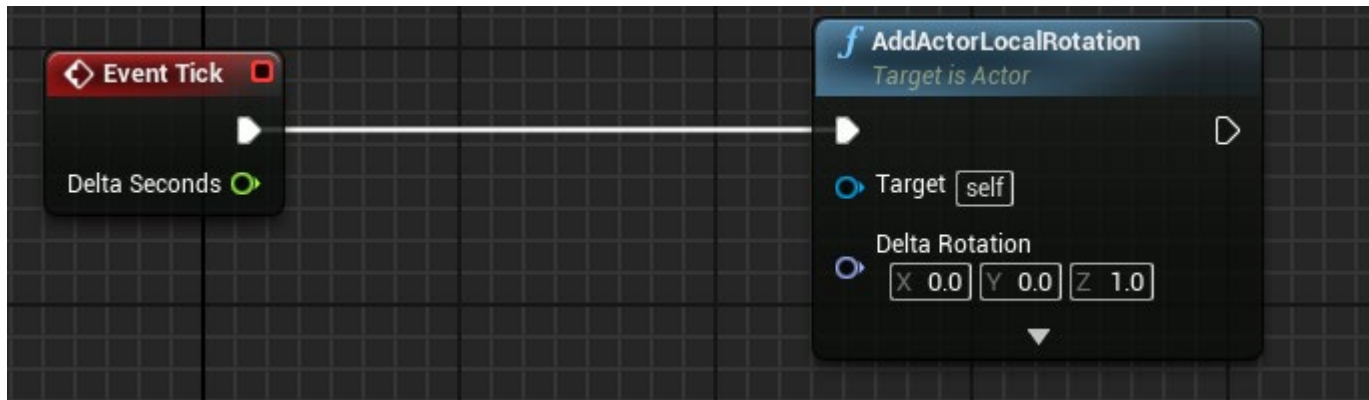 Event Tick
Delta Seconds
AddActorLocalRotation
Target is Actor
Target self
Delta Rotation
X 0.0 Y 0.0 Z 1.0